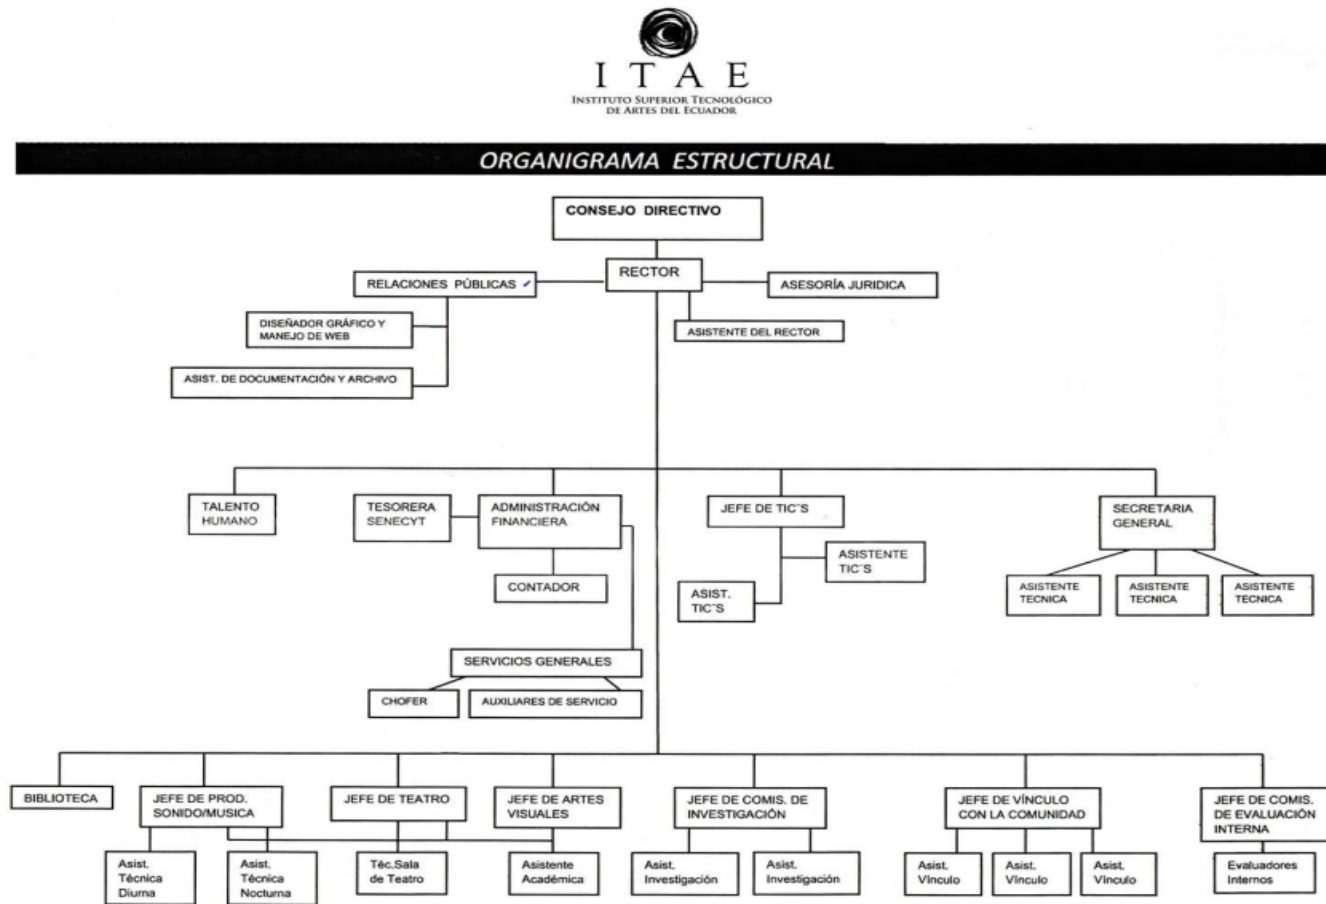 I T A E
INSTITUTO SUPERIOR TECNOLÓGICO
DE ARTES DEL ECUADOR
ORGANIGRAMA ESTRUCTURAL
CONSEJO DIRECTIVO
RECTOR
RELACIONES PÚBLICAS
ASESORÍA JURIDICA
DISEÑADOR GRÁFICO Y
MANEJO DE WEB
ASISTENTE DEL RECTOR
ASIST. DE DOCUMENTACIÓN Y ARCHIVO
TALENTO
HUMANO
TESORERA
SENECYT
ADMINISTRACIÓN
FINANCIERA
JEFE DE TIC¨S
SECRETARIA
GENERAL
CONTADOR
ASISTENTE
TIC¨S
ASIST.
TIC¨S
ASISTENTE
TECNICA
ASISTENTE
TECNICA
ASISTENTE
TECNICA
SERVICIOS GENERALES
CHOFER
AUXILIARES DE SERVICIO
BIBLIOTECA
JEFE DE PROD.
SONIDO/MUSICA
JEFE DE TEATRO
JEFE DE ARTES
VISUALES
JEFE DE COMIS. DE
INVESTIGACIÓN
JEFE DE VÍNCULO
CON LA COMUNIDAD
JEFE DE COMIS.
DE EVALUACIÓN
INTERNA
Asist.
Técnica
Diurna
Asist.
Técnica
Nocturna
Téc.Sala
de Teatro
Asistente
Académica
Asist.
Investigación
Asist.
Investigación
Asist.
Vínculo
Asist.
Vínculo
Asist.
Vínculo
Evaluadores
Internos